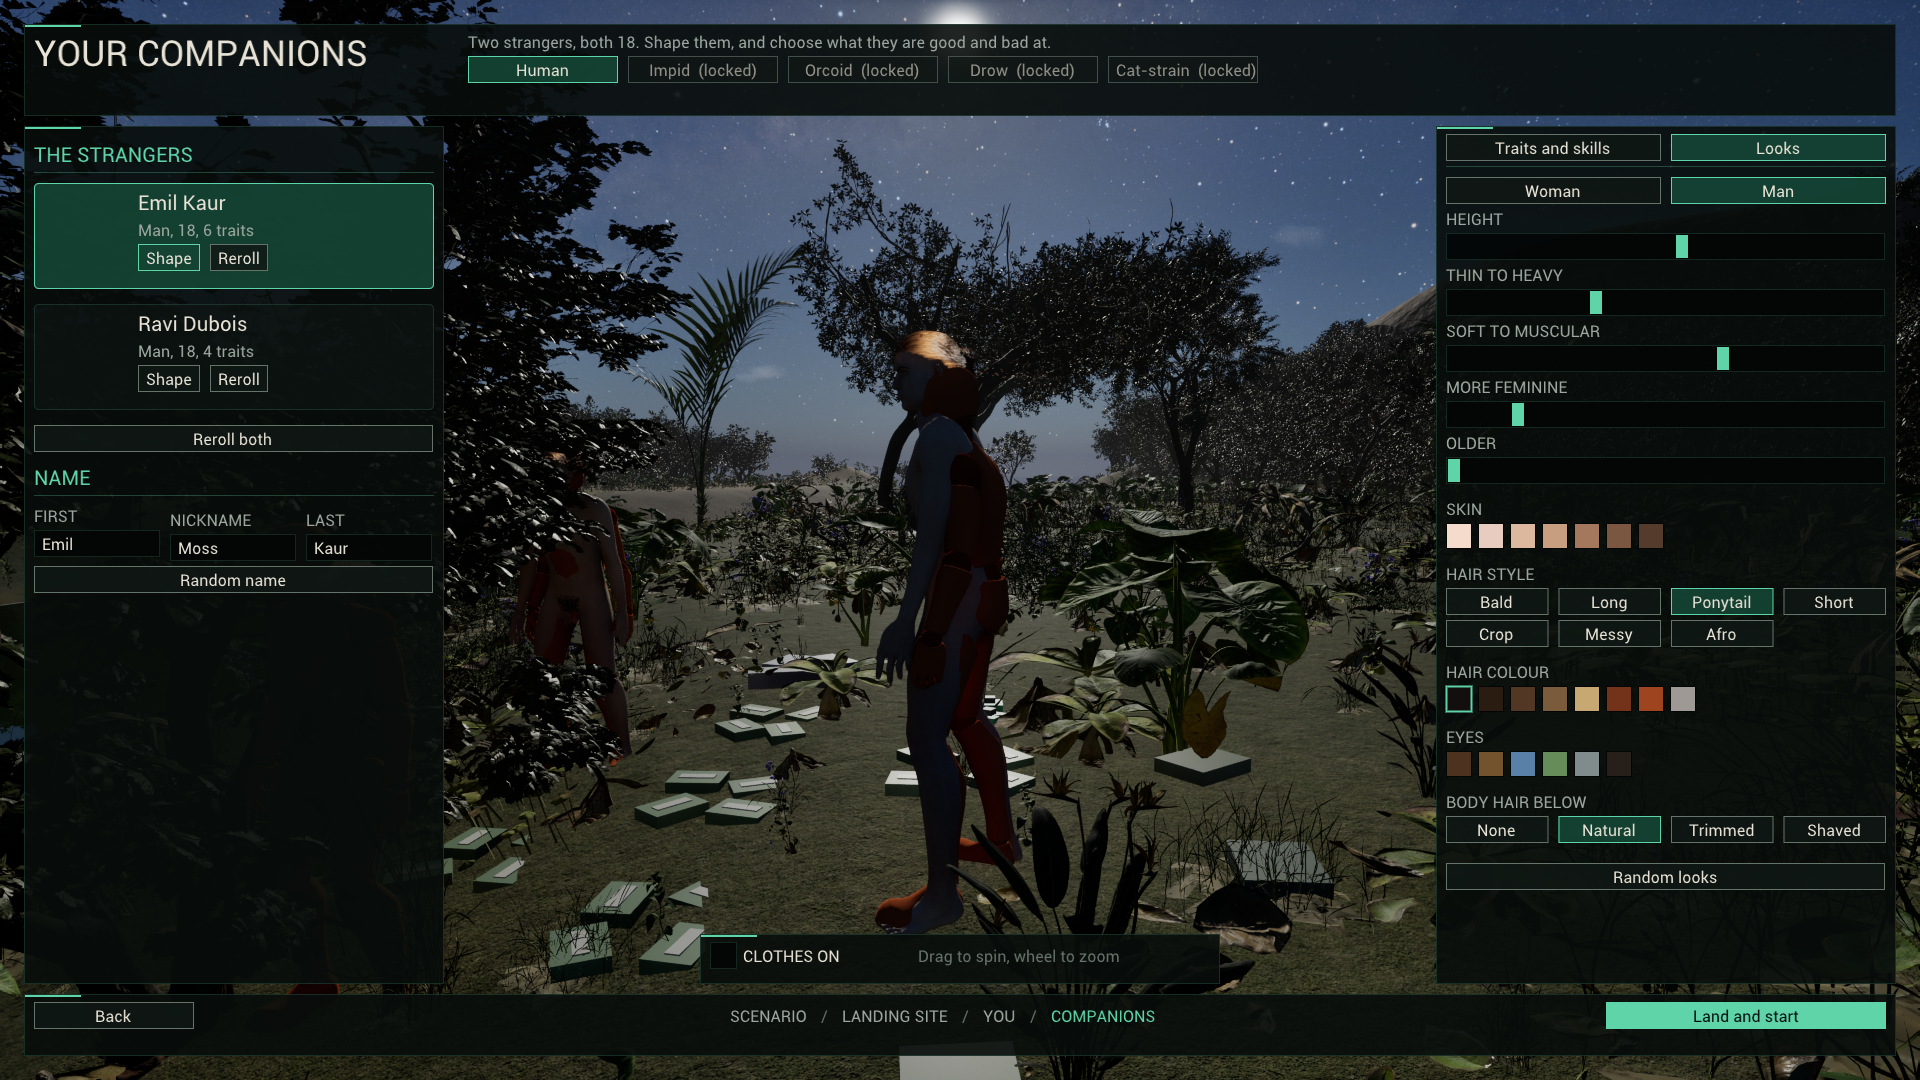 YOUR COMPANIONS
Two strangers, both 18. Shape them, and choose what they are good and bad at.
Human
Impid (locked)
Orcoid (locked)
Drow (locked)
Cat-strain (locked)
THE STRANGERS
Emil Kaur
Man, 18, 6 traits
Shape
Reroll
Ravi Dubois
Man, 18, 4 traits
Shape
Reroll
Reroll both
NAME
FIRST
NICKNAME
LAST
Emil
Moss
Kaur
Random name
Traits and skills
Looks
Woman
Man
HEIGHT
THIN TO HEAVY
SOFT TO MUSCULAR
MORE FEMININE
OLDER
SKIN
HAIR STYLE
Bald
Long
Ponytail
Short
Crop
Messy
Afro
HAIR COLOUR
EYES
BODY HAIR BELOW
None
Natural
Trimmed
Shaved
Random looks
CLOTHES ON
Drag to spin, wheel to zoom
Back
SCENARIO / LANDING SITE / YOU / COMPANIONS
Land and start